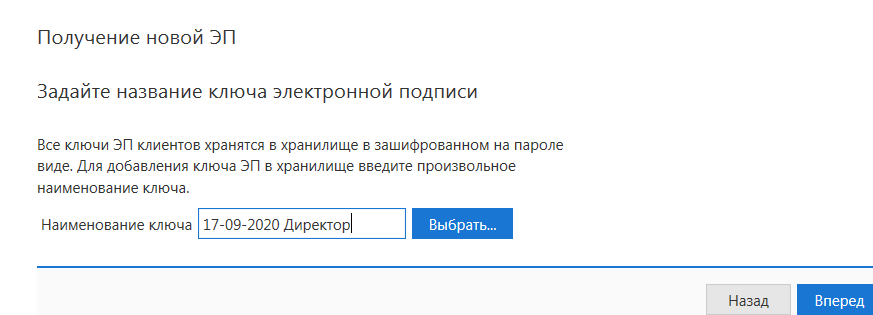 Получение новой ЭП
Задайте название ключа электронной подписи
Все ключи ЭП клиентов хранятся в хранилище в зашифрованном на пароле
виде. Для добавления ключа ЭП в хранилище введите произвольное
наименование ключа.
Наименование ключа 17-09-2020 Директор Выбрать...
Назад Вперед